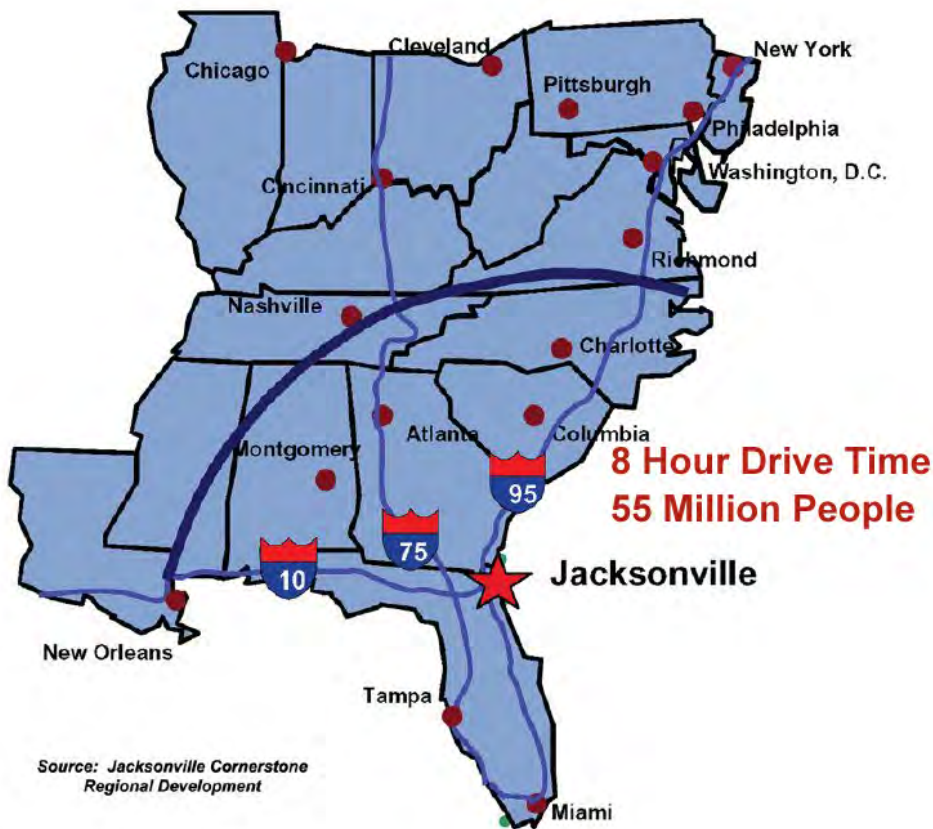 New York
Cleveland
Chicago
Pittsburgh
Philadelphia
Washington, D.C.
Cincinnati
Richmond
Nashville
Charlotte
Atlanta
Columbia
Montgomery
8 Hour Drive Time
55 Million People
95
75
10
Jacksonville
New Orleans
Tampa
Source: Jacksonville Cornerstone
Regional Development
Miami